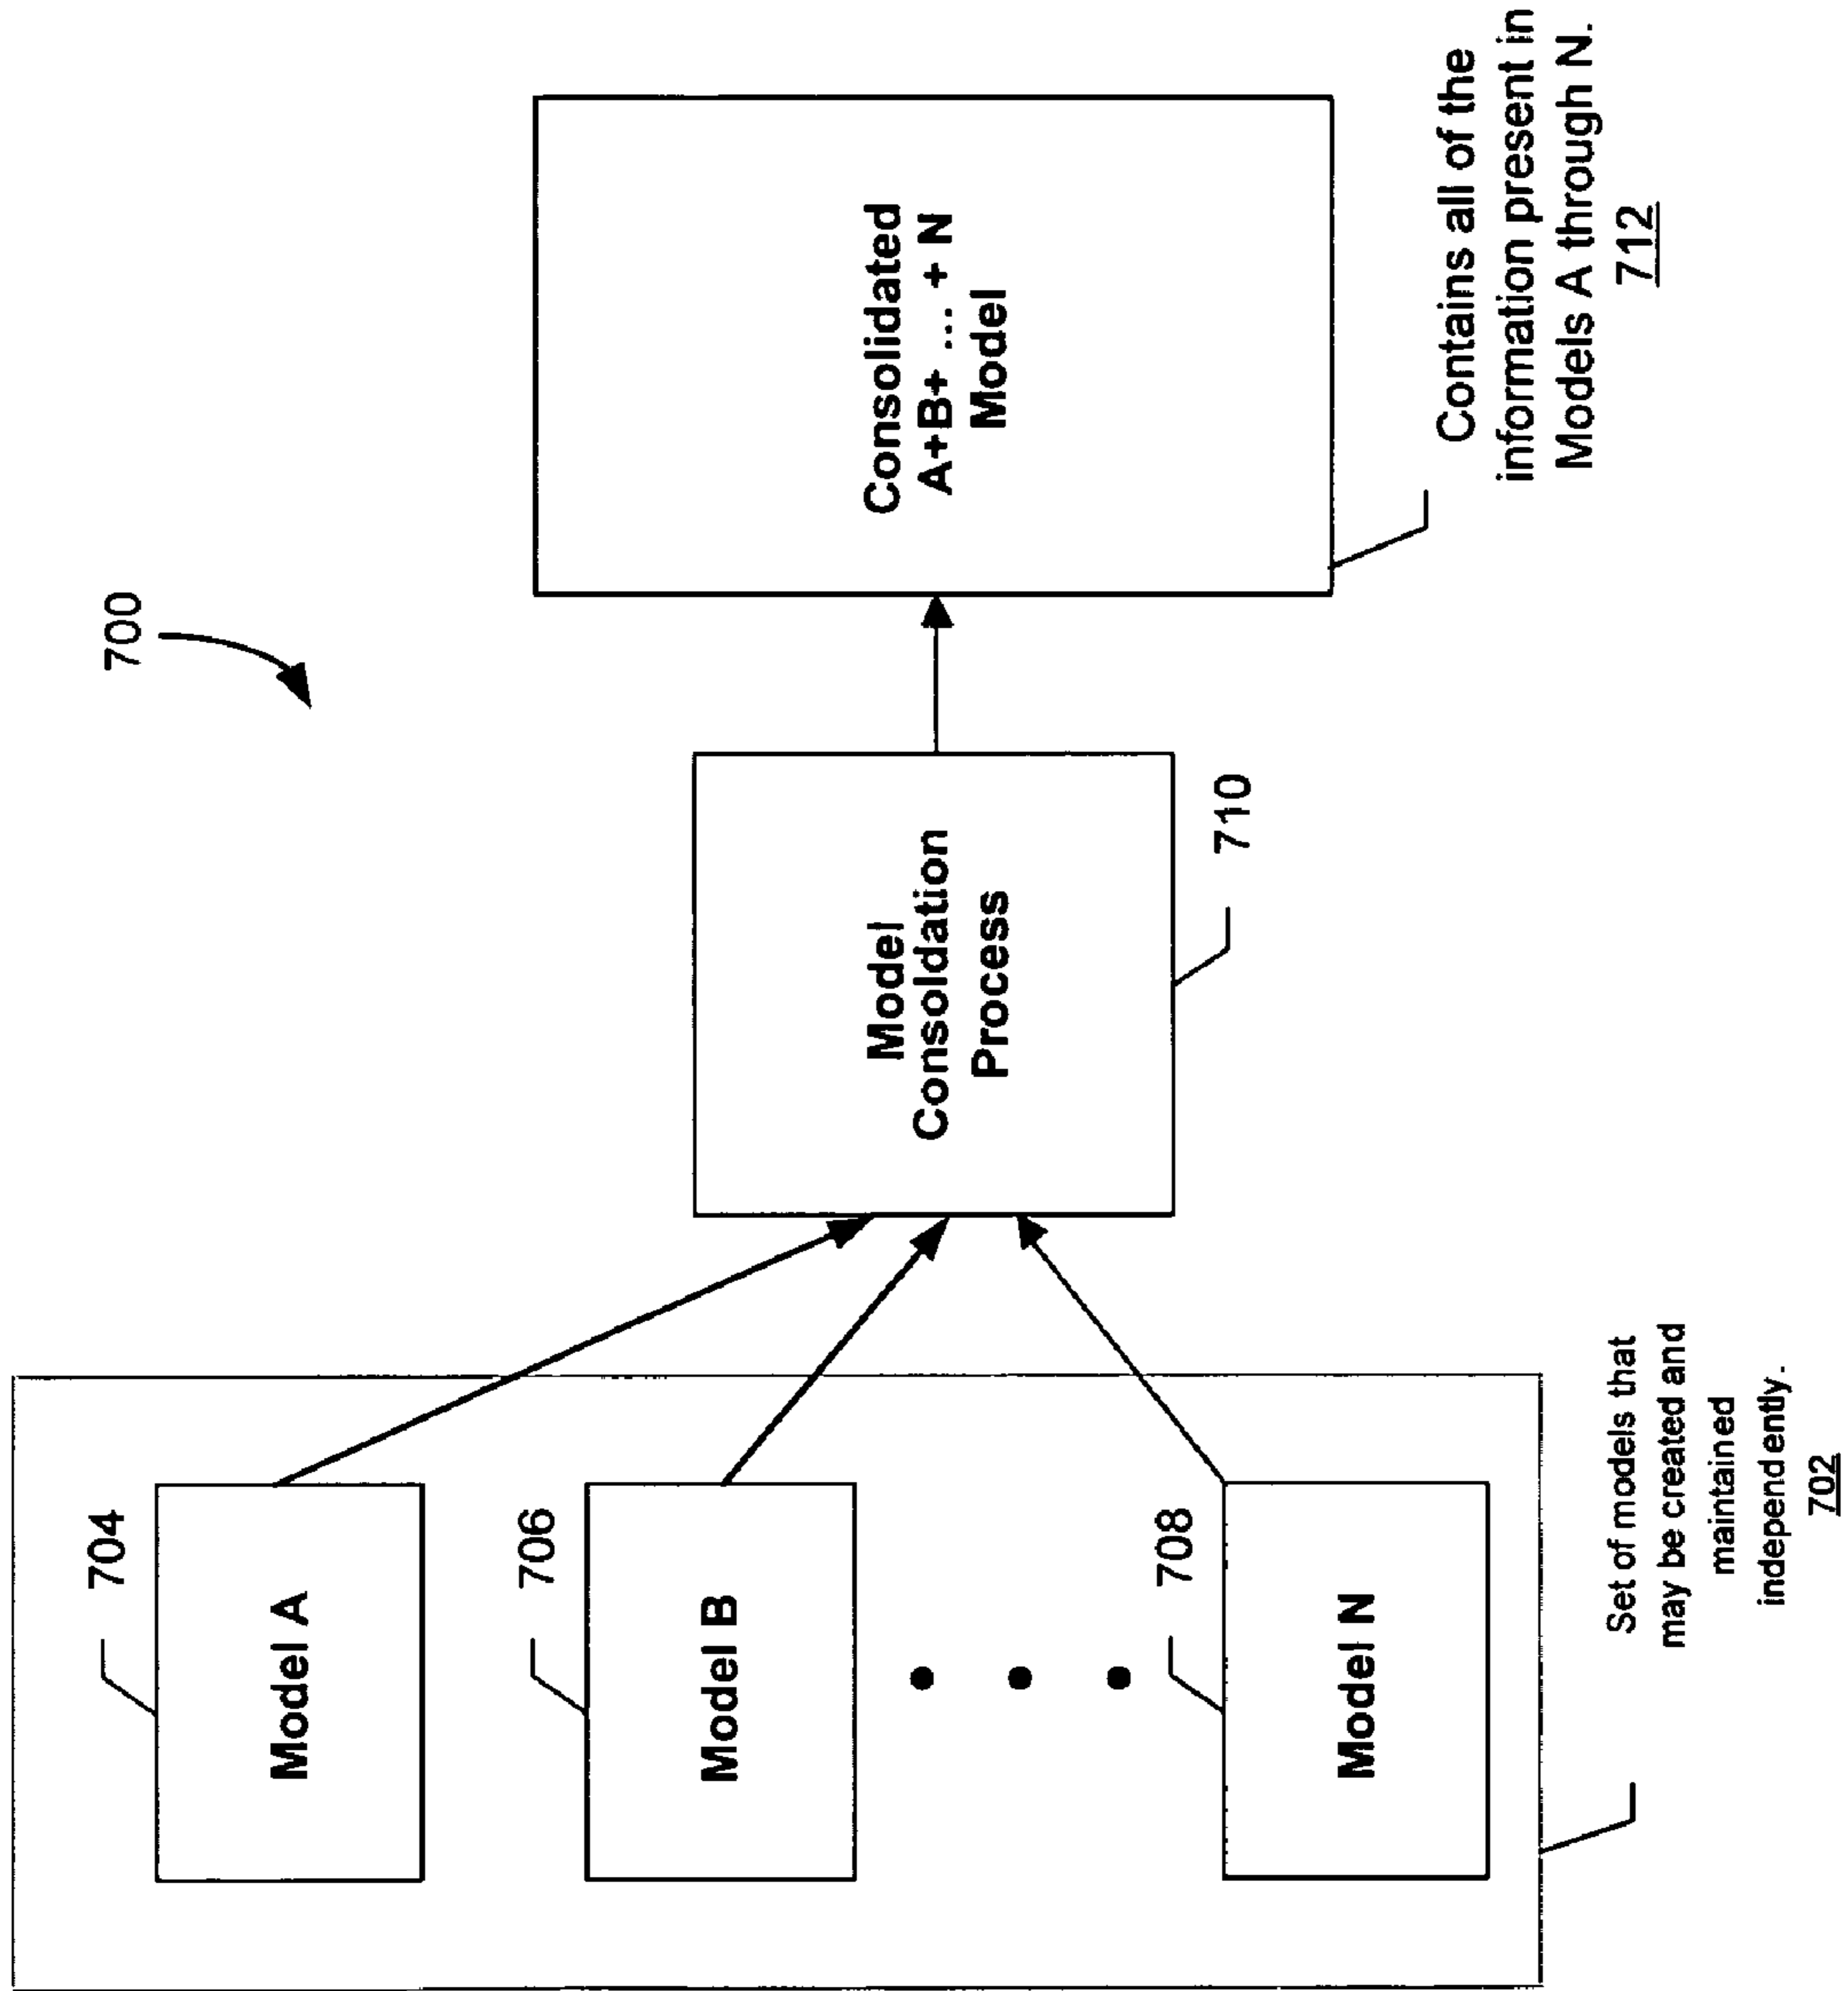 700
704
Model A
706
Model B
708
Model N
Set of models that
may be created and
maintained
independently.
702
Model
Consolidation
Process
710
Consolidated
A+B+ ... + N
Model
Contains all of the
information present in
Models A through N.
712